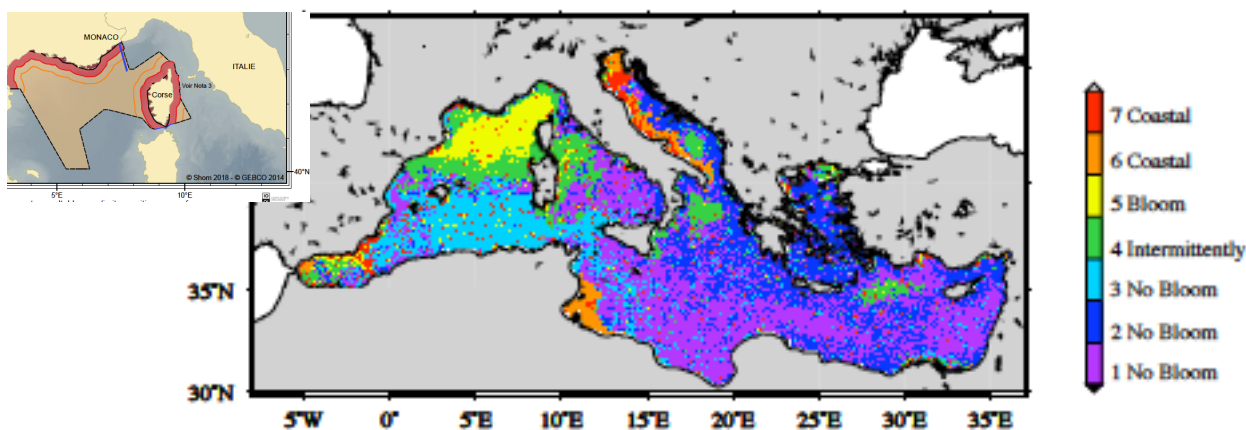 MONACO
ITALIE
Voir Nota 3
Corse
© Shom 2018 - © GEBCO 2014
40°N
5°E
10°E
7 Coastal
6 Coastal
5 Bloom
4 Intermittently
3 No Bloom
2 No Bloom
1 No Bloom
35°N
30°N
5°W
0°
5°E
10°E
15°E
20°E
25°E
30°E
35°E